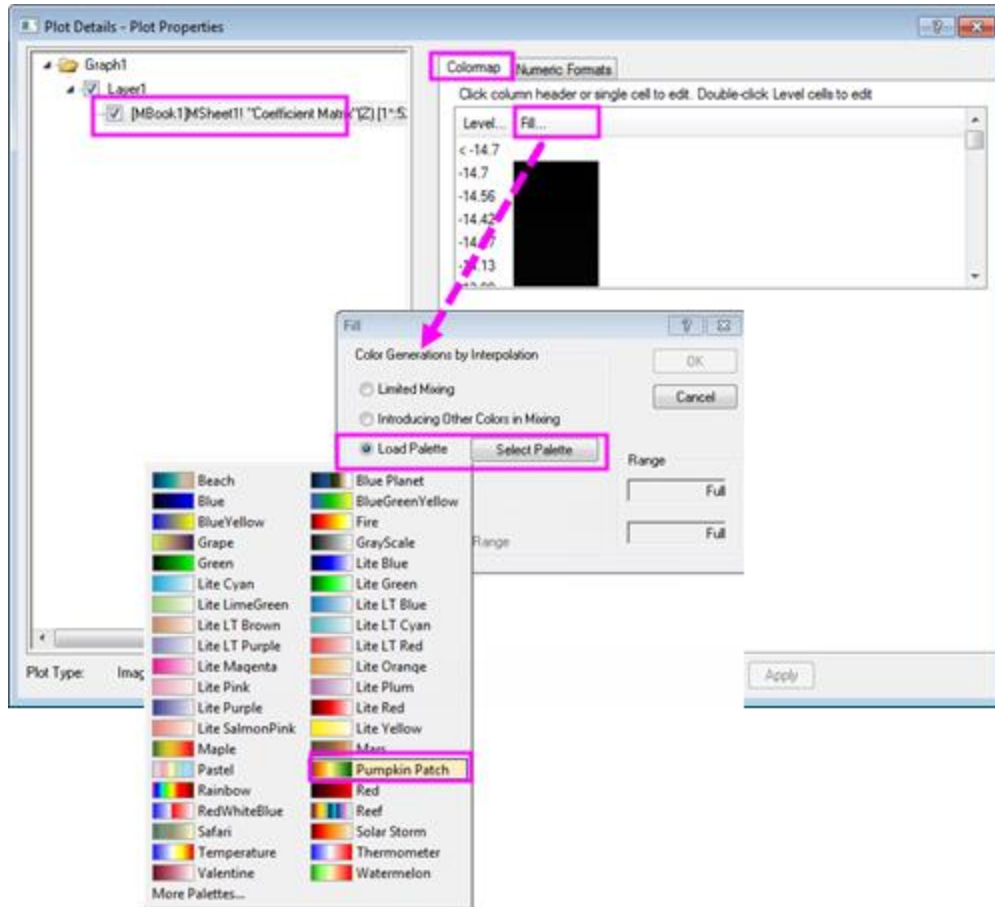 Plot Details - Plot Properties
Graph1
Layer1
[MBook1]MSheet1! "Coefficient Matrix"(Z) [1*:5
Colormap Numeric Formats
Click column header or single cell to edit. Double-click Level cells to edit
Level... Fill...
< -14.7
-14.7
-14.56
-14.42
-14.13
Fill
Color Generations by Interpolation
Limited Mixing
Introducing Other Colors in Mixing
Load Palette Select Palette
OK
Cancel
Range
Full
Full
Range
Beach Blue Planet
Blue BlueGreenYellow
BlueYellow Fire
Grape GrayScale
Green Lite Blue
Lite Cyan Lite Green
Lite LimeGreen Lite LT Blue
Lite LT Brown Lite LT Cyan
Lite LT Purple Lite LT Red
Lite Magenta Lite Orange
Lite Pink Lite Plum
Lite Purple Lite Red
Lite SalmonPink Lite Yellow
Maple Mars
Pastel Pumpkin Patch
Rainbow Red
RedWhiteBlue Reef
Safari Solar Storm
Temperature Thermometer
Valentine Watermelon
More Palettes...
Plot Type: Imag
Apply